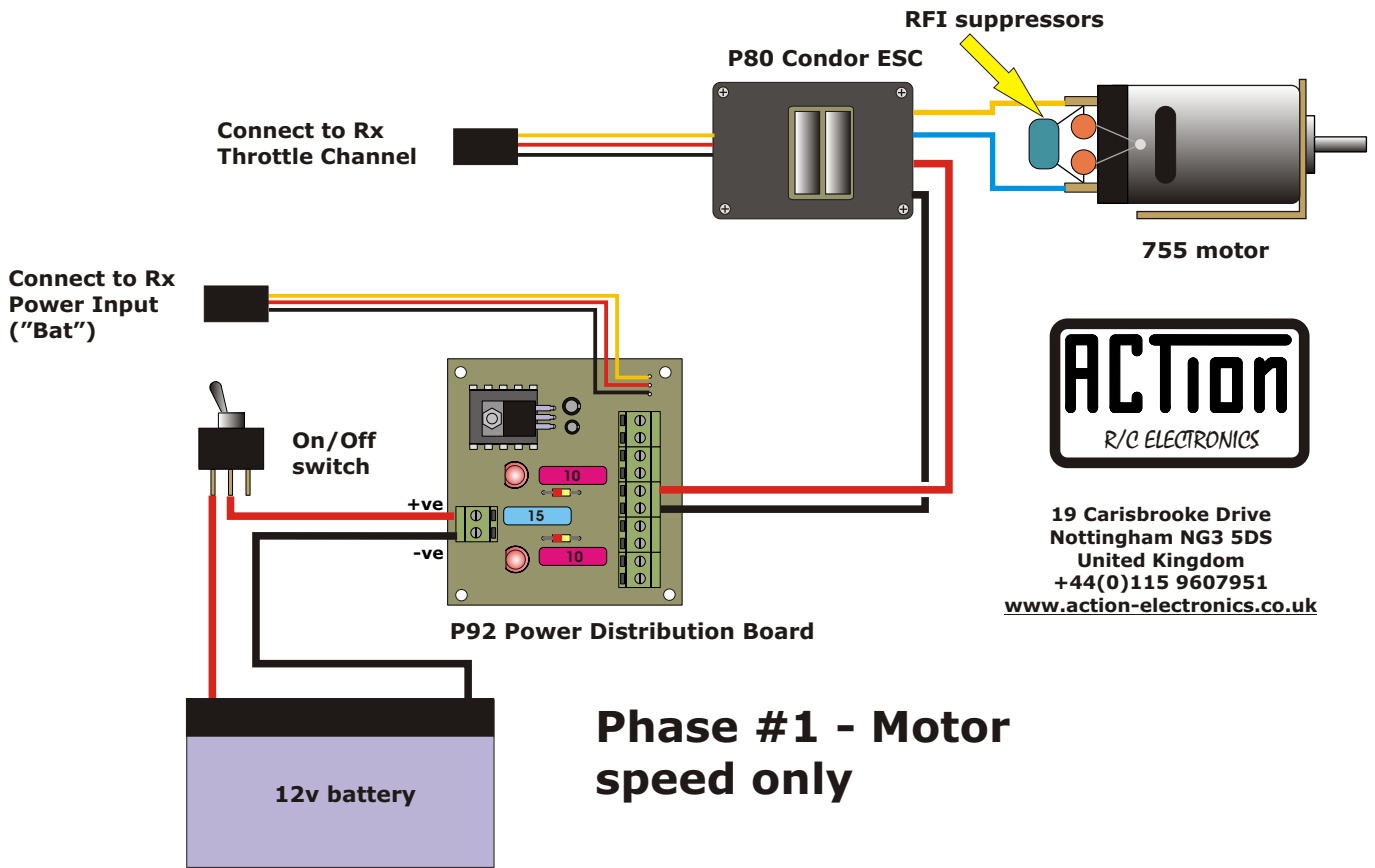 RFI suppressors
P80 Condor ESC
Connect to Rx
Throttle Channel
755 motor
Connect to Rx
Power Input
(”Bat”)
ACTion
R/C ELECTRONICS
On/Off
switch
10
+ve
15
-ve
10
19 Carisbrooke Drive
Nottingham NG3 5DS
United Kingdom
+44(0)115 9607951
www.action-electronics.co.uk
P92 Power Distribution Board
Phase #1 - Motor
speed only
12v battery